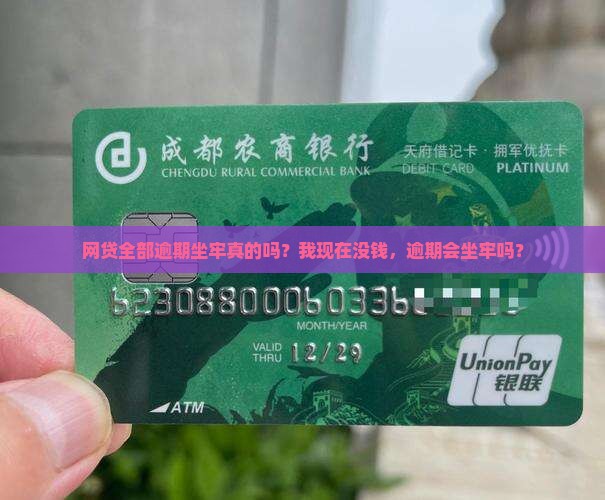 成都农商银行
CHENGDU RURAL COMMERCIAL BANK
天府借记卡·拥军优抚卡
DEBIT CARD PLATINUM
网贷全部逾期坐牢真的吗？我现在没钱，逾期会坐牢吗？
MONTH/YEAR
VALID THRU 12/29
UnionPay
银联
ATM